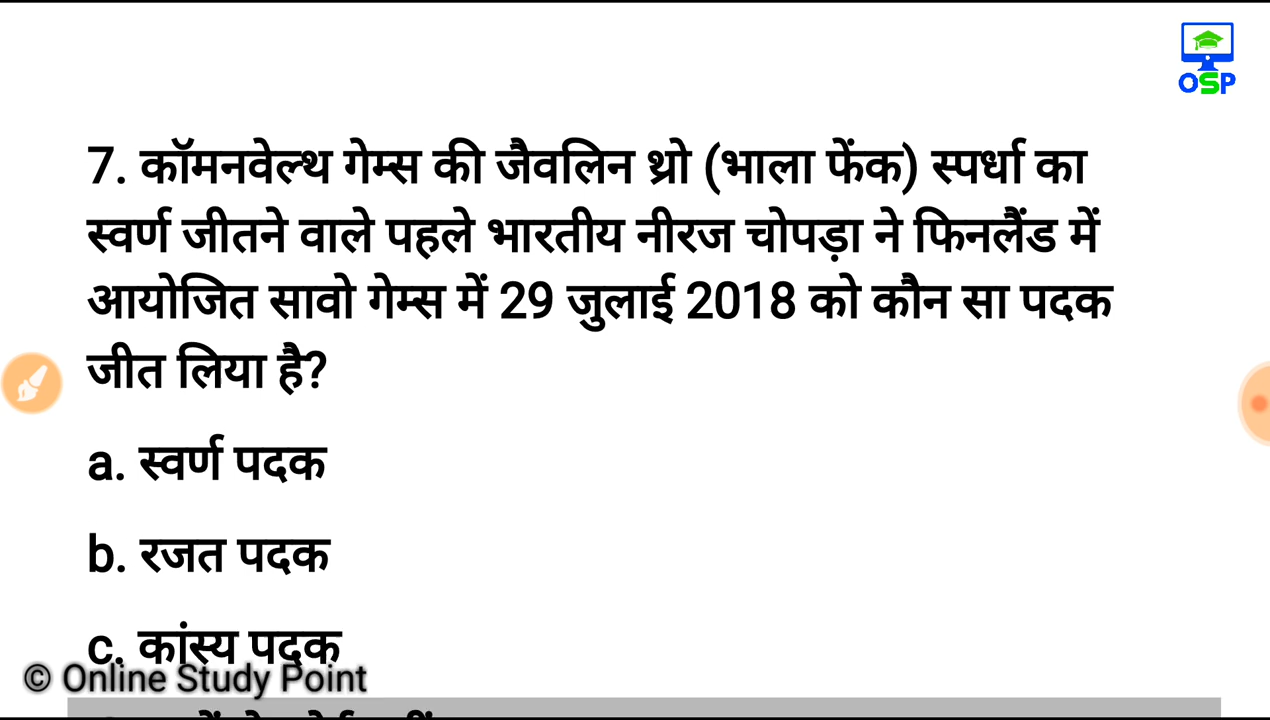 OSP
7. कॉमनवेल्थ गेम्स की जैवलिन थ्रो (भाला फेंक) स्पर्धा का
स्वर्ण जीतने वाले पहले भारतीय नीरज चोपड़ा ने फिनलैंड में
आयोजित सावो गेम्स में 29 जुलाई 2018 को कौन सा पदक
जीत लिया है?
a. स्वर्ण पदक
b. रजत पदक
c. कांस्य पदक
© Online Study Point